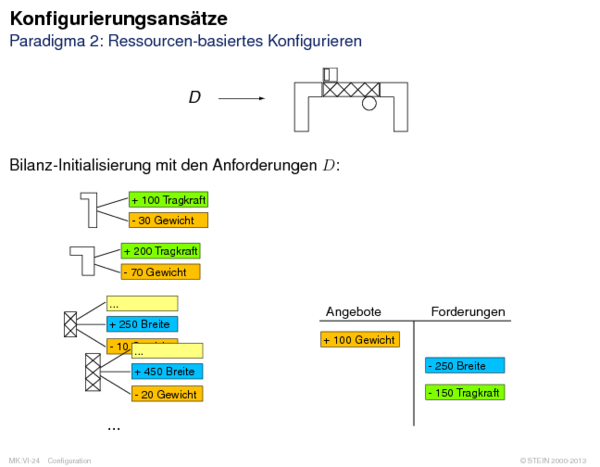 Konfigurierungsansätze
Paradigma 2: Ressourcen-basiertes Konfigurieren
D
Bilanz-Initialisierung mit den Anforderungen D:
+ 100 Tragkraft
- 30 Gewicht
+ 200 Tragkraft
- 70 Gewicht
...
+ 250 Breite
- 10
...
+ 450 Breite
- 20 Gewicht
...
Angebote Forderungen
+ 100 Gewicht
- 250 Breite
- 150 Tragkraft
MK:VI-24 Configuration © STEIN 2000-2013